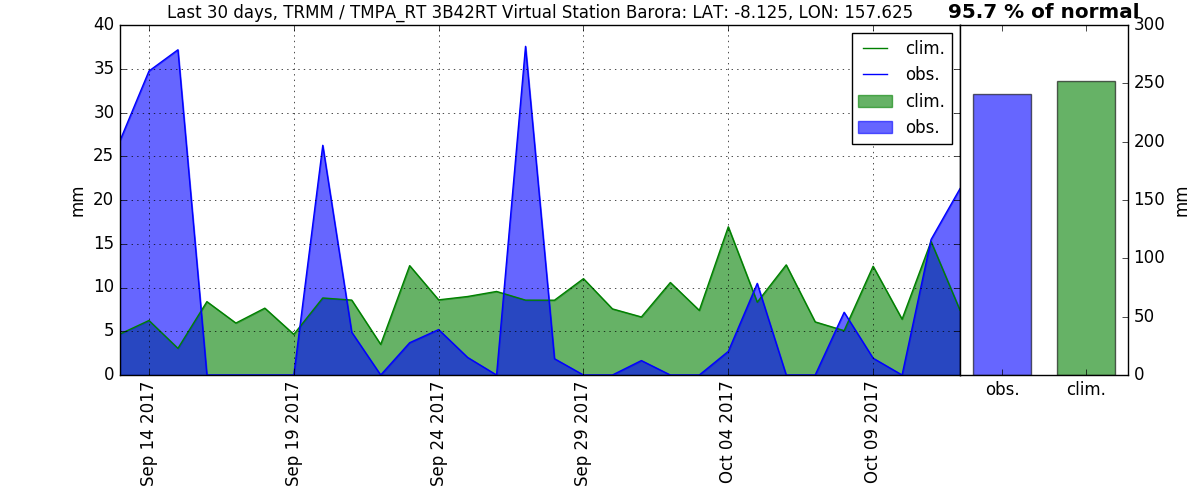 Last 30 days, TRMM / TMPA_RT 3B42RT Virtual Station Barora: LAT: -8.125, LON: 157.625
95.7 % of normal
clim.
obs.
clim.
obs.
mm
40
35
30
25
20
15
10
5
0
Sep 14 2017
Sep 19 2017
Sep 24 2017
Sep 29 2017
Oct 04 2017
Oct 09 2017
300
250
200
150
100
50
0
mm
obs.
clim.